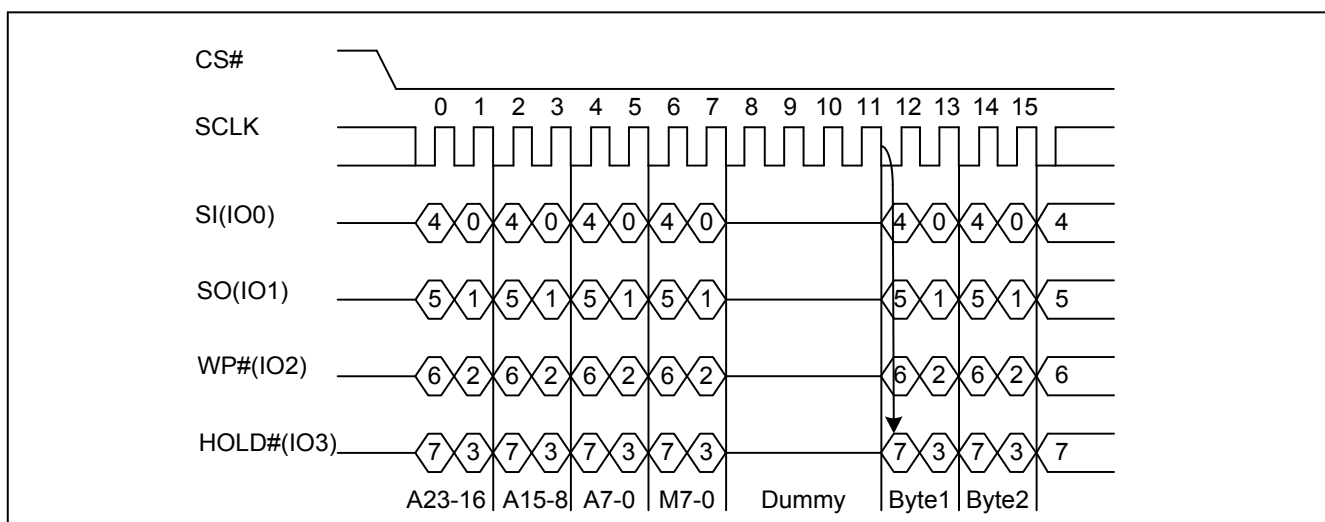 CS#
0 1 2 3 4 5 6 7 8 9 10 11 12 13 14 15
SCLK
SI(IO0) 4 0 4 0 4 0 4 0 4 0 4 0 4
SO(IO1) 5 1 5 1 5 1 5 1 5 1 5 1 5
WP#(IO2) 6 2 6 2 6 2 6 2 6 2 6 2 6
HOLD#(IO3) 7 3 7 3 7 3 7 3 7 3 7 3 7
A23-16 A15-8 A7-0 M7-0 Dummy Byte1 Byte2